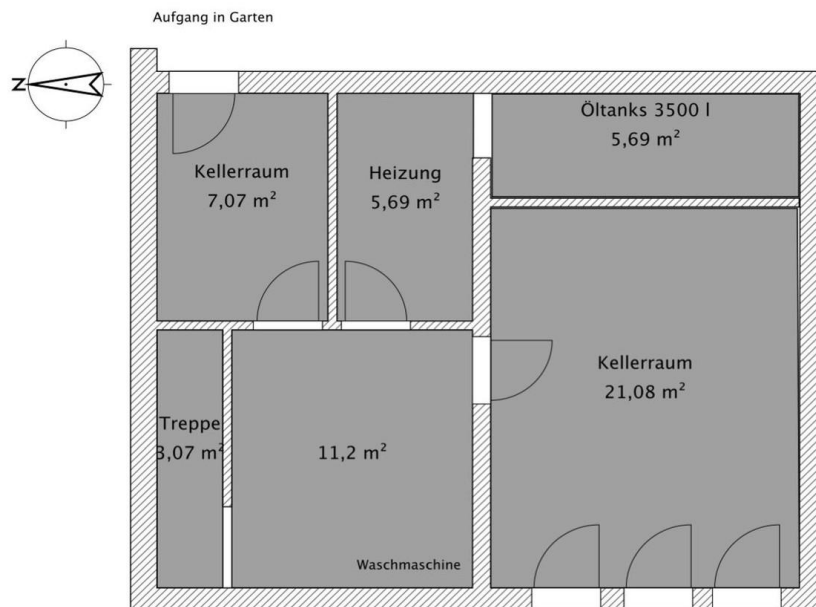 Aufgang in Garten
N
Öltanks 3500 l
5,69 m²
Kellerraum
7,07 m²
Heizung
5,69 m²
Kellerraum
21,08 m²
Treppe
3,07 m²
11,2 m²
Waschmaschine